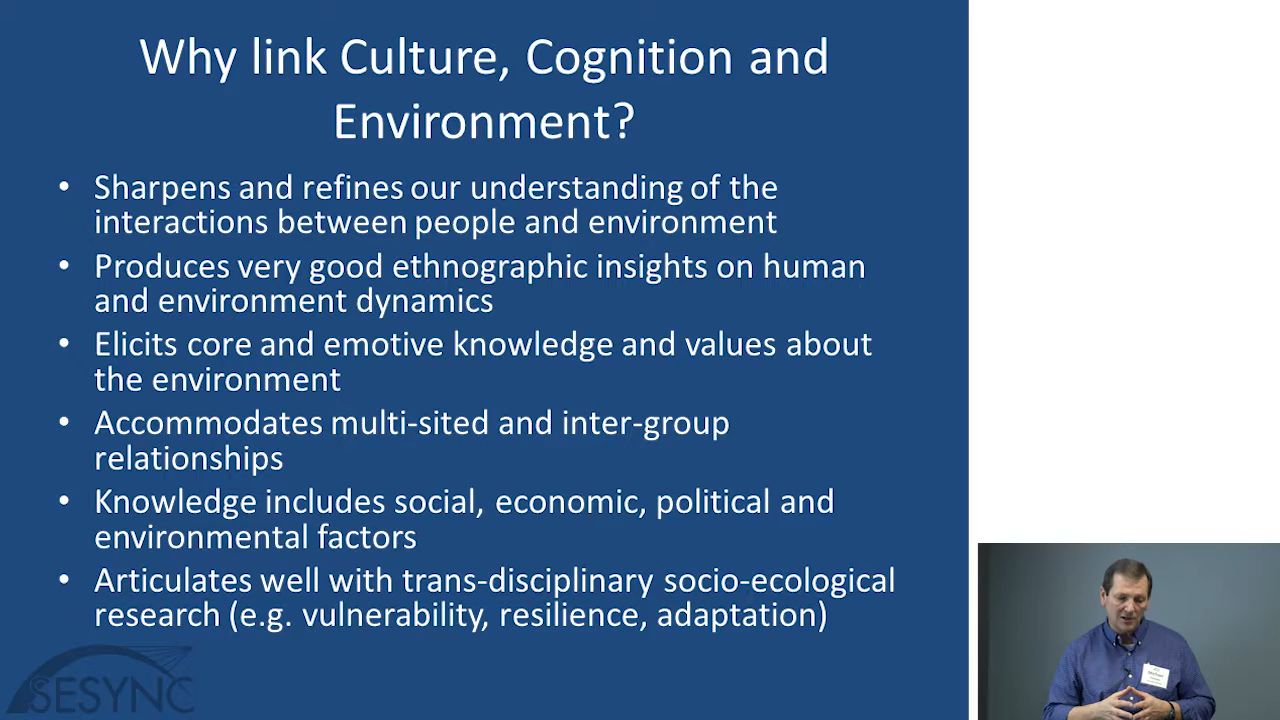 Why link Culture, Cognition and
Environment?
• Sharpens and refines our understanding of the
interactions between people and environment
• Produces very good ethnographic insights on human
and environment dynamics
• Elicits core and emotive knowledge and values about
the environment
• Accommodates multi-sited and inter-group
relationships
• Knowledge includes social, economic, political and
environmental factors
• Articulates well with trans-disciplinary socio-ecological
research (e.g. vulnerability, resilience, adaptation)
SESYNC